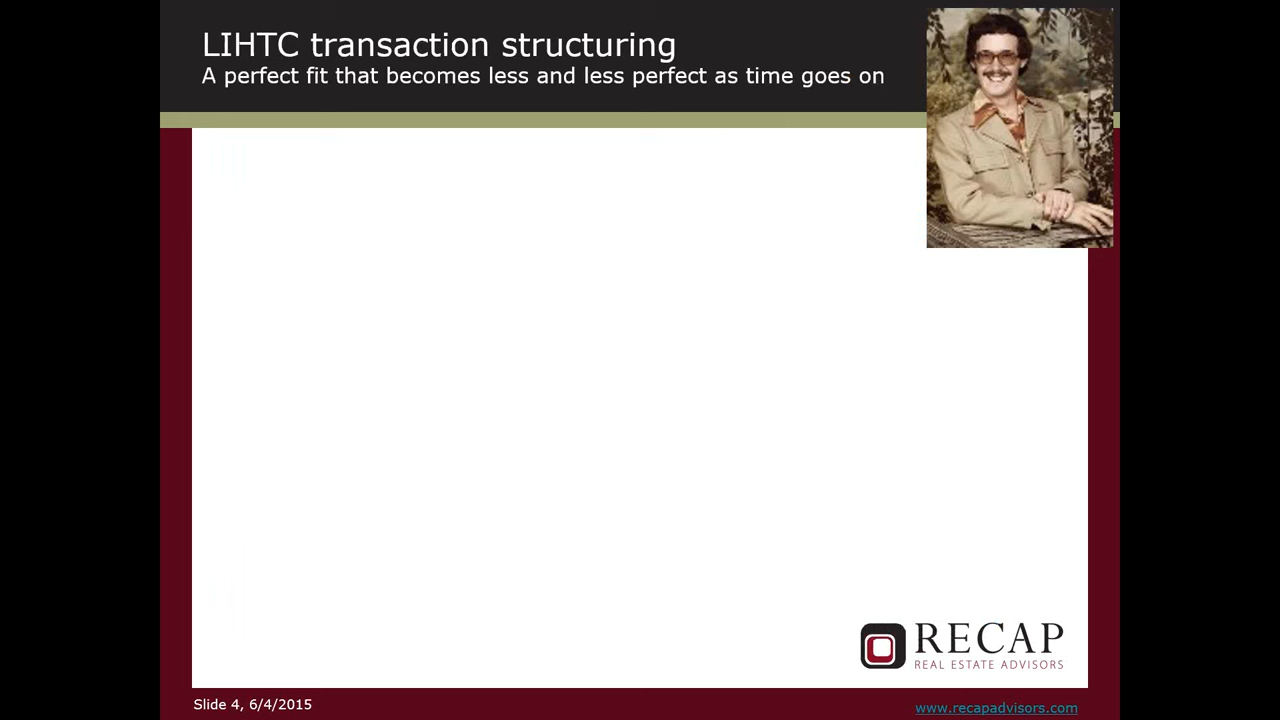 LIHTC transaction structuring
A perfect fit that becomes less and less perfect as time goes on
RECAP
REAL ESTATE ADVISORS
Slide 4, 6/4/2015
www.recapadvisors.com